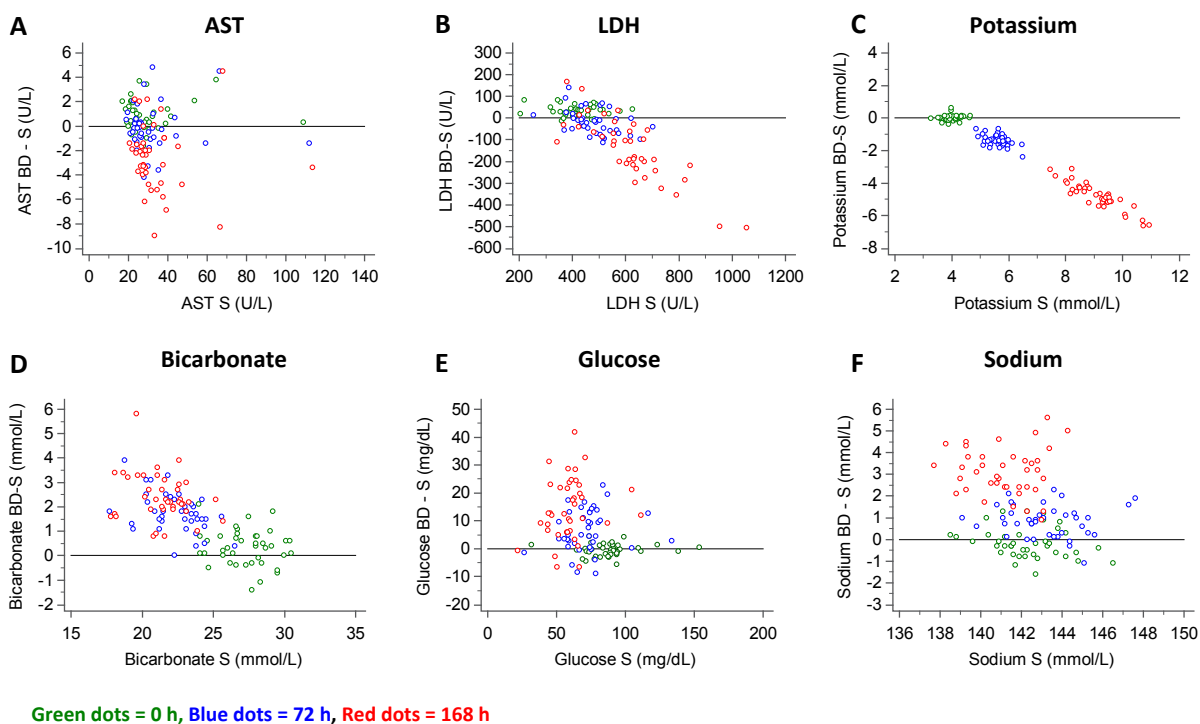 A AST
AST BD - S (U/L)
6
4
2
0
-2
-4
-6
-8
-10
0 20 40 60 80 100 120 140
AST S (U/L)
B LDH
LDH BD-S (U/L)
300
200
100
0
-100
-200
-300
-400
-500
-600
200 400 600 800 1000 1200
LDH S (U/L)
C Potassium
Potassium BD-S (mmol/L)
4
2
0
-2
-4
-6
-8
2 4 6 8 10 12
Potassium S (mmol/L)
D Bicarbonate
Bicarbonate BD-S (mmol/L)
6
5
4
3
2
1
0
-1
-2
15 20 25 30 35
Bicarbonate S (mmol/L)
E Glucose
Glucose BD - S (mg/dL)
50
40
30
20
10
0
-10
-20
0 50 100 150 200
Glucose S (mg/dL)
F Sodium
Sodium BD - S (mmol/L)
6
5
4
3
2
1
0
-1
-2
-3
136 138 140 142 144 146 148 150
Sodium S (mmol/L)
Green dots = 0 h, Blue dots = 72 h, Red dots = 168 h